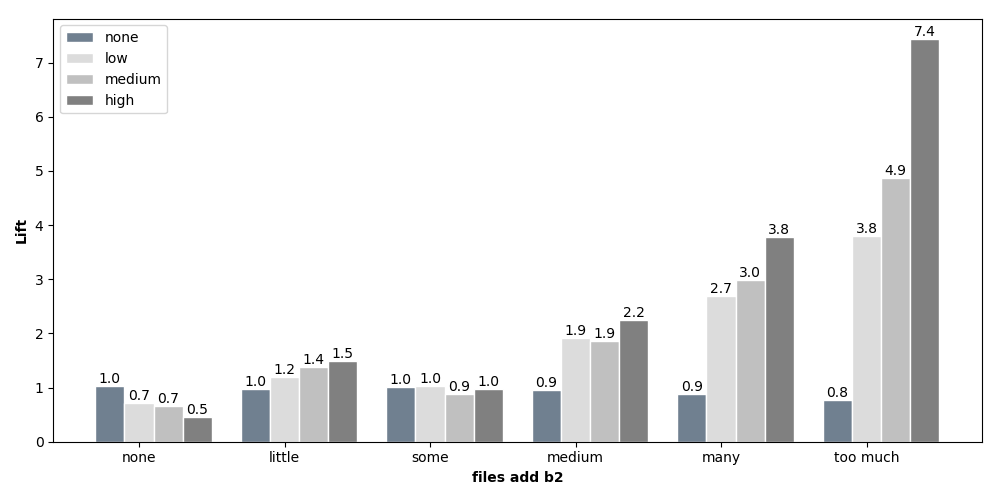 none
low
medium
high
Lift
7
6
5
4
3
2
1
0
1.0 0.7 0.7 0.5
1.0 1.2 1.4 1.5
1.0 1.0 0.9 1.0
0.9 1.9 1.9 2.2
0.9 2.7 3.0 3.8
0.8 3.8 4.9 7.4
none little some medium many too much
files add b2